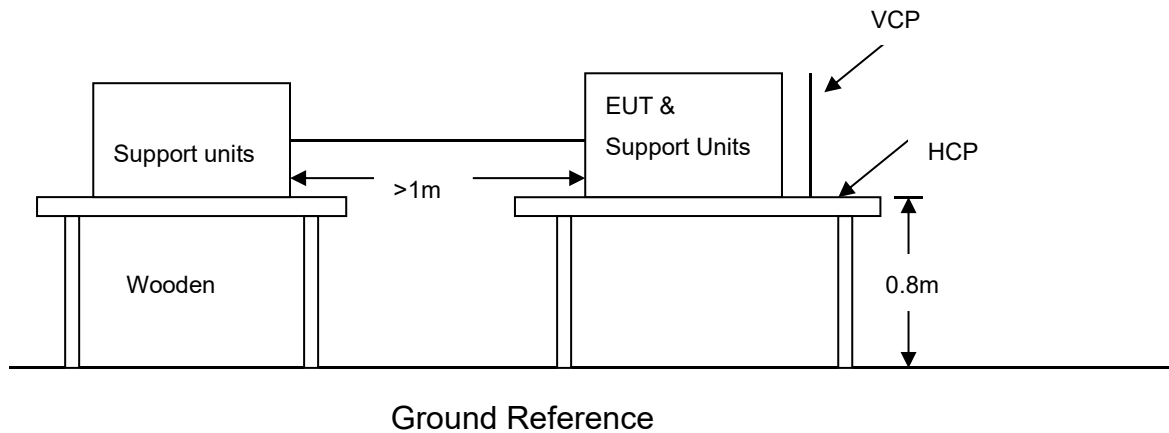 VCP
EUT &
Support Units
Support units
HCP
>1m
Wooden
0.8m
Ground Reference